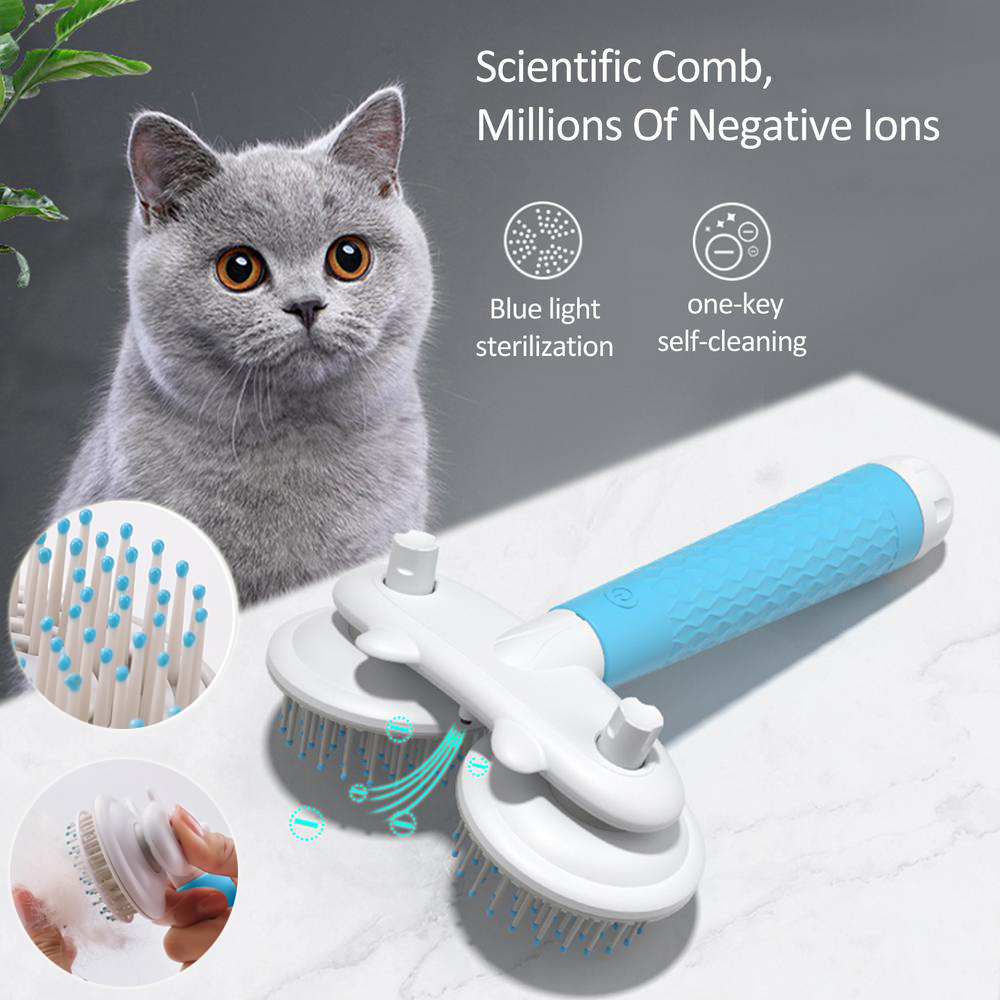 Scientific Comb,
Millions Of Negative Ions
Blue light
sterilization
one-key
self-cleaning